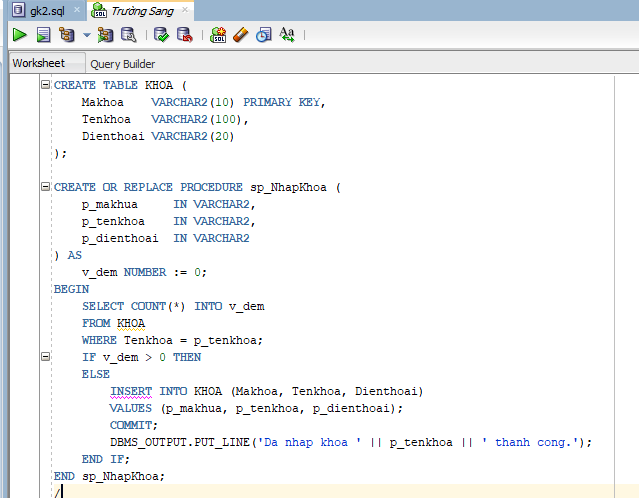 gk2.sql
Trường Sang
Worksheet
Query Builder
CREATE TABLE KHOA (
    Makhoa    VARCHAR2(10) PRIMARY KEY,
    Tenkhoa   VARCHAR2(100),
    Dienthoai VARCHAR2(20)
);

CREATE OR REPLACE PROCEDURE sp_NhapKhoa (
    p_makhua     IN VARCHAR2,
    p_tenkhoa    IN VARCHAR2,
    p_dienthoai  IN VARCHAR2
) AS
    v_dem NUMBER := 0;
BEGIN
    SELECT COUNT(*) INTO v_dem
    FROM KHOA
    WHERE Tenkhoa = p_tenkhoa;
    IF v_dem > 0 THEN
    ELSE
        INSERT INTO KHOA (Makhoa, Tenkhoa, Dienthoai)
        VALUES (p_makhua, p_tenkhoa, p_dienthoai);
        COMMIT;
        DBMS_OUTPUT.PUT_LINE('Da nhap khoa ' || p_tenkhoa || ' thanh cong.');
    END IF;
END sp_NhapKhoa;
/